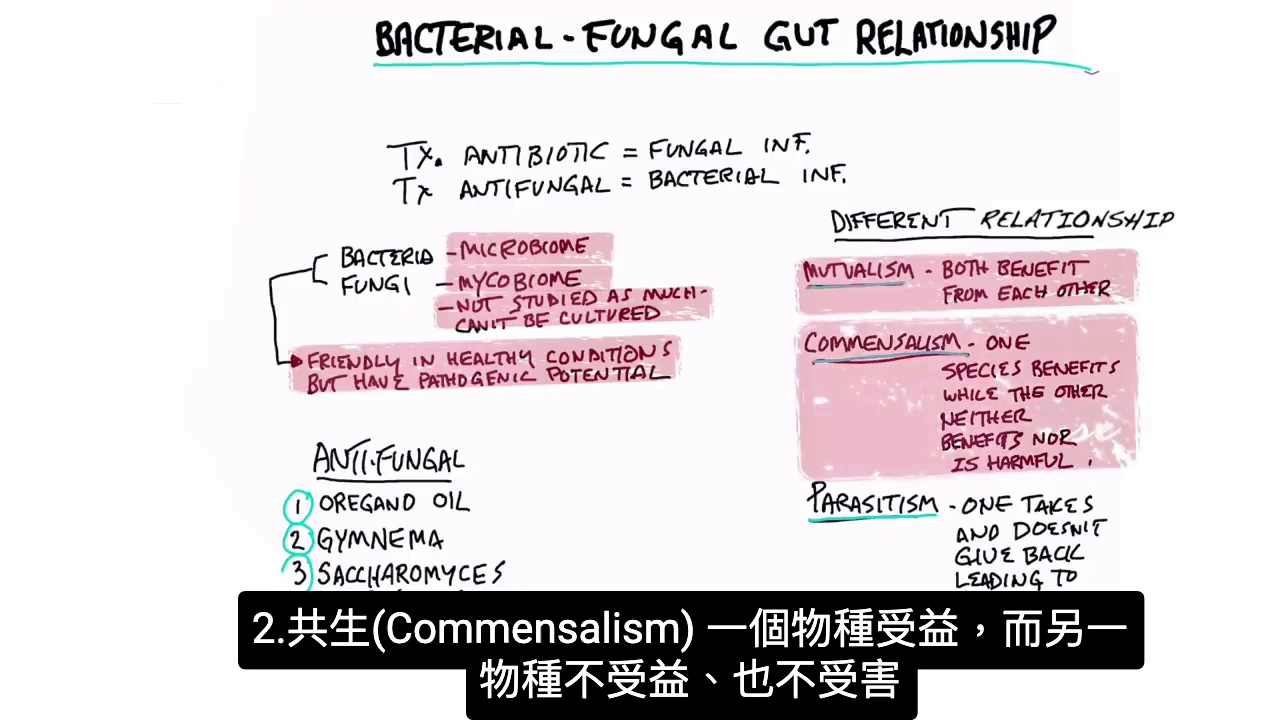 BACTERIAL-FUNGAL GUT RELATIONSHIP
Tx. ANTIBIOTIC = FUNGAL INF.
Tx ANTIFUNGAL = BACTERIAL INF.
BACTERIA - MICROBIOME
FUNGI - MYCOBIOME
- NOT STUDIED AS MUCH-
CAN'T BE CULTURED
FRIENDLY IN HEALTHY CONDITIONS
BUT HAVE PATHOGENIC POTENTIAL
ANTI-FUNGAL
1 OREGANO OIL
2 GYMNEMA
3 SACCHAROMYCES
DIFFERENT RELATIONSHIP
MUTUALISM - BOTH BENEFIT
FROM EACH OTHER
COMMENSALISM - ONE
SPECIES BENEFITS
WHILE THE OTHER
NEITHER
BENEFITS NOR
IS HARMFUL.
PARASITISM - ONE TAKES
AND DOESN'T
GIVE BACK
LEADING TO
2.共生(Commensalism) 一個物種受益，而另一
物種不受益、也不受害